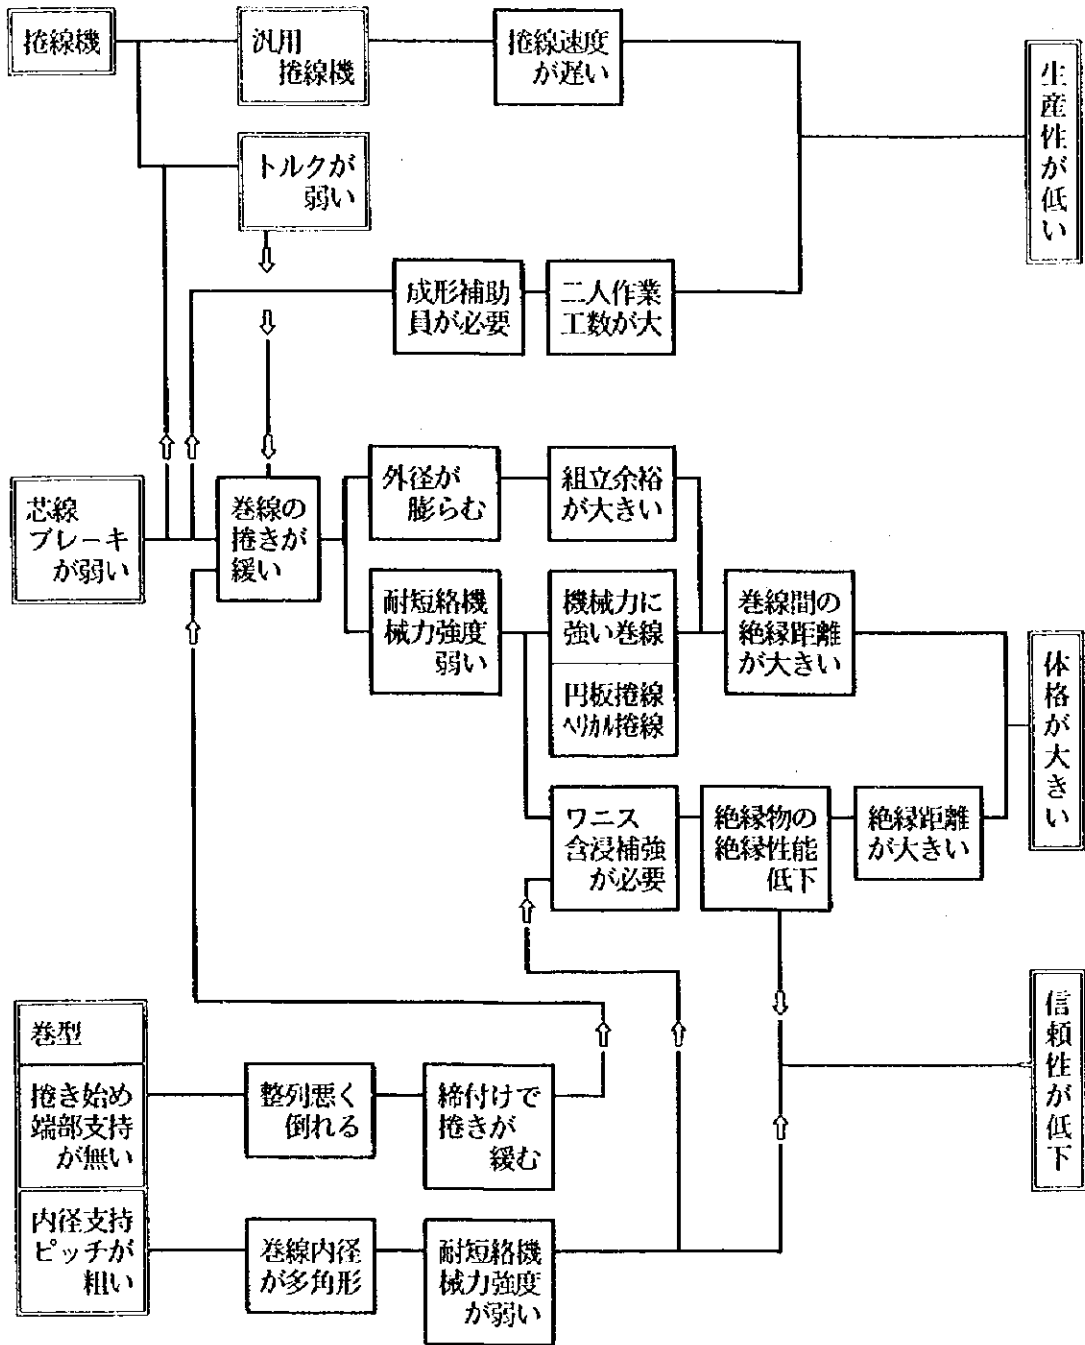 捲線機
汎用
捲線機
捲線速度
が遅い
生産性が低い
トルクが
弱い
成形補助
員が必要
二人作業
工数が大
芯線
ブレーキ
が弱い
巻線の
捲きが
緩い
外径が
膨らむ
組立余裕
が大きい
耐短絡機
械力強度
弱い
機械力に
強い巻線
円板捲線
ヘリカル捲線
巻線間の
絶縁距離
が大きい
体格が大きい
ワニス
含浸補強
が必要
絶縁物の
絶縁性能
低下
絶縁距離
が大きい
信頼性が低下
巻型
捲き始め
端部支持
が無い
整列悪く
倒れる
締付けで
捲きが
緩む
内径支持
ピッチが
粗い
巻線内径
が多角形
耐短絡機
械力強度
が弱い